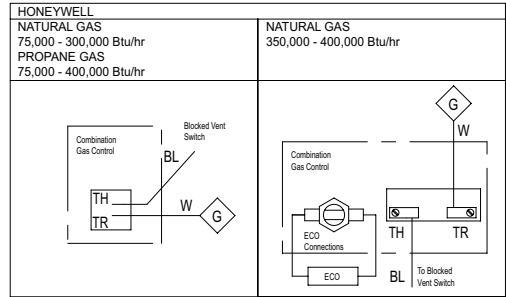 HONEYWELL
NATURAL GAS
75,000 - 300,000 Btu/hr
PROPANE GAS
75,000 - 400,000 Btu/hr
NATURAL GAS
350,000 - 400,000 Btu/hr
Combination
Gas Control
Blocked Vent
Switch
BL
TH
TR
W
G
G
W
Combination
Gas Control
ECO
Connections
TH
TR
ECO
BL
To Blocked
Vent Switch